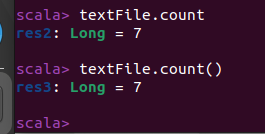 scala> textFile.count
res2: Long = 7
scala> textFile.count()
res3: Long = 7
scala>